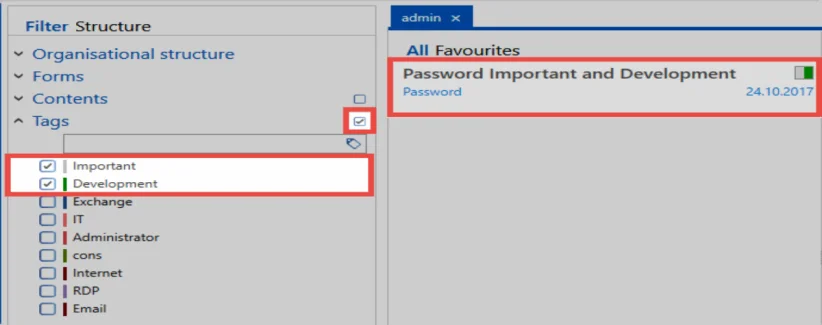 Filter Structure
Organisational structure
Forms
Contents
Tags
Important
Development
Exchange
IT
Administrator
cons
Internet
RDP
Email
admin ×
All Favourites
Password Important and Development
Password 24.10.2017